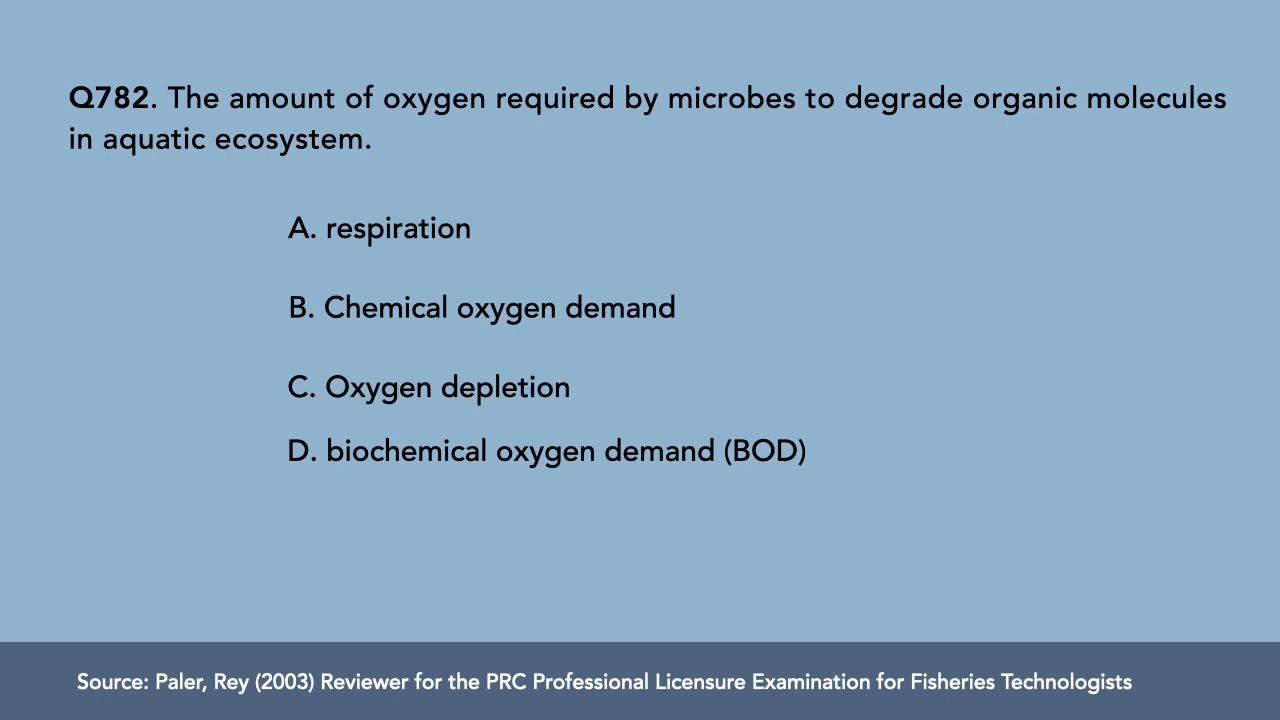 Q782. The amount of oxygen required by microbes to degrade organic molecules
in aquatic ecosystem.
A. respiration
B. Chemical oxygen demand
C. Oxygen depletion
D. biochemical oxygen demand (BOD)
Source: Paler, Rey (2003) Reviewer for the PRC Professional Licensure Examination for Fisheries Technologists